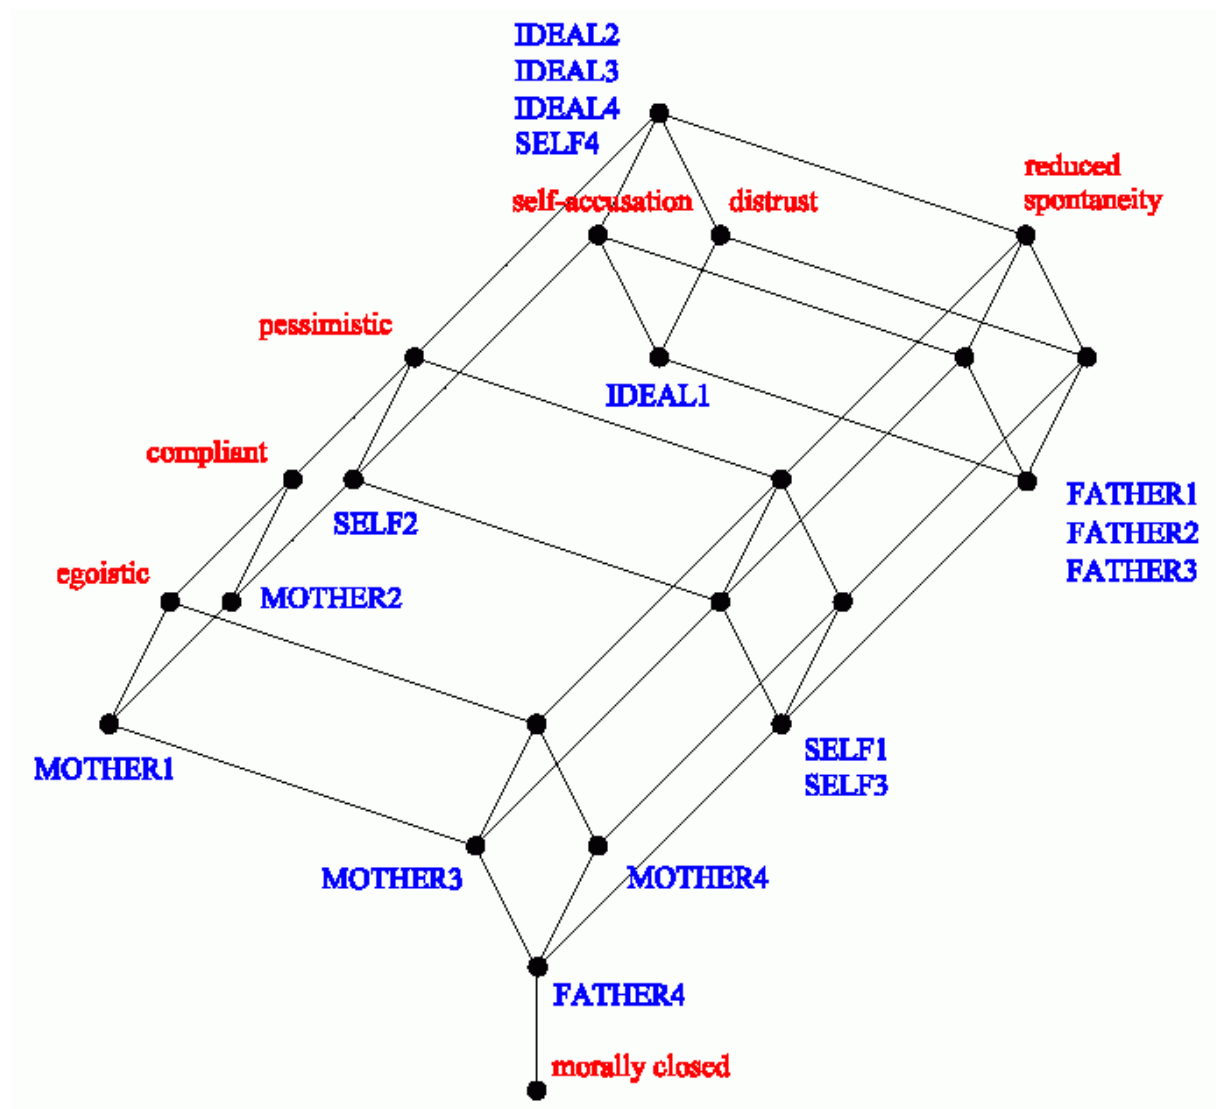 IDEAL2
IDEAL3
IDEAL4
SELF4
reduced
spontaneity
self-accusation
distrust
pessimistic
IDEAL1
compliant
SELF2
FATHER1
FATHER2
FATHER3
egoistic
MOTHER2
MOTHER1
SELF1
SELF3
MOTHER3
MOTHER4
FATHER4
morally closed